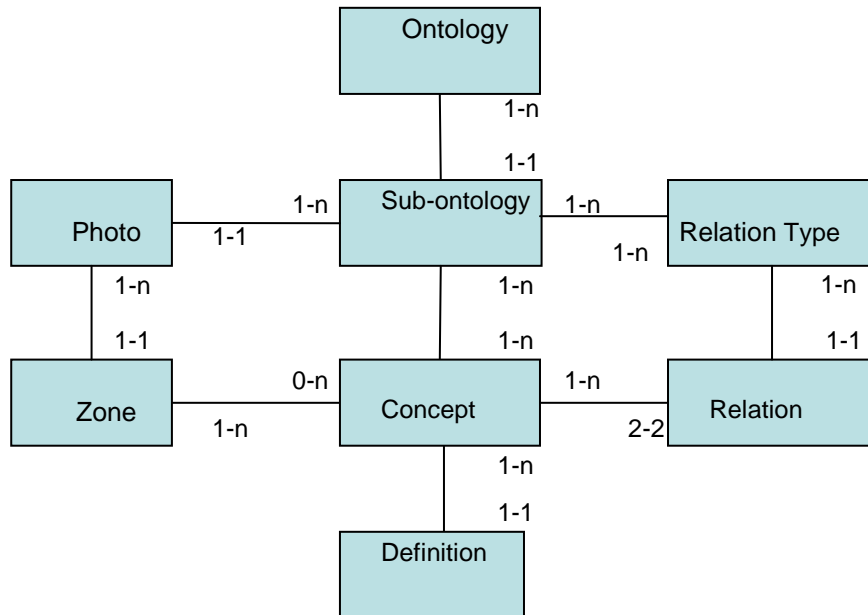 Ontology
1-n
1-1
Photo
1-n
1-1
Sub-ontology
1-n
1-n
Relation Type
1-n
1-n
1-n
1-1
1-n
1-1
Zone
0-n
1-n
Concept
1-n
2-2
Relation
1-n
1-1
Definition